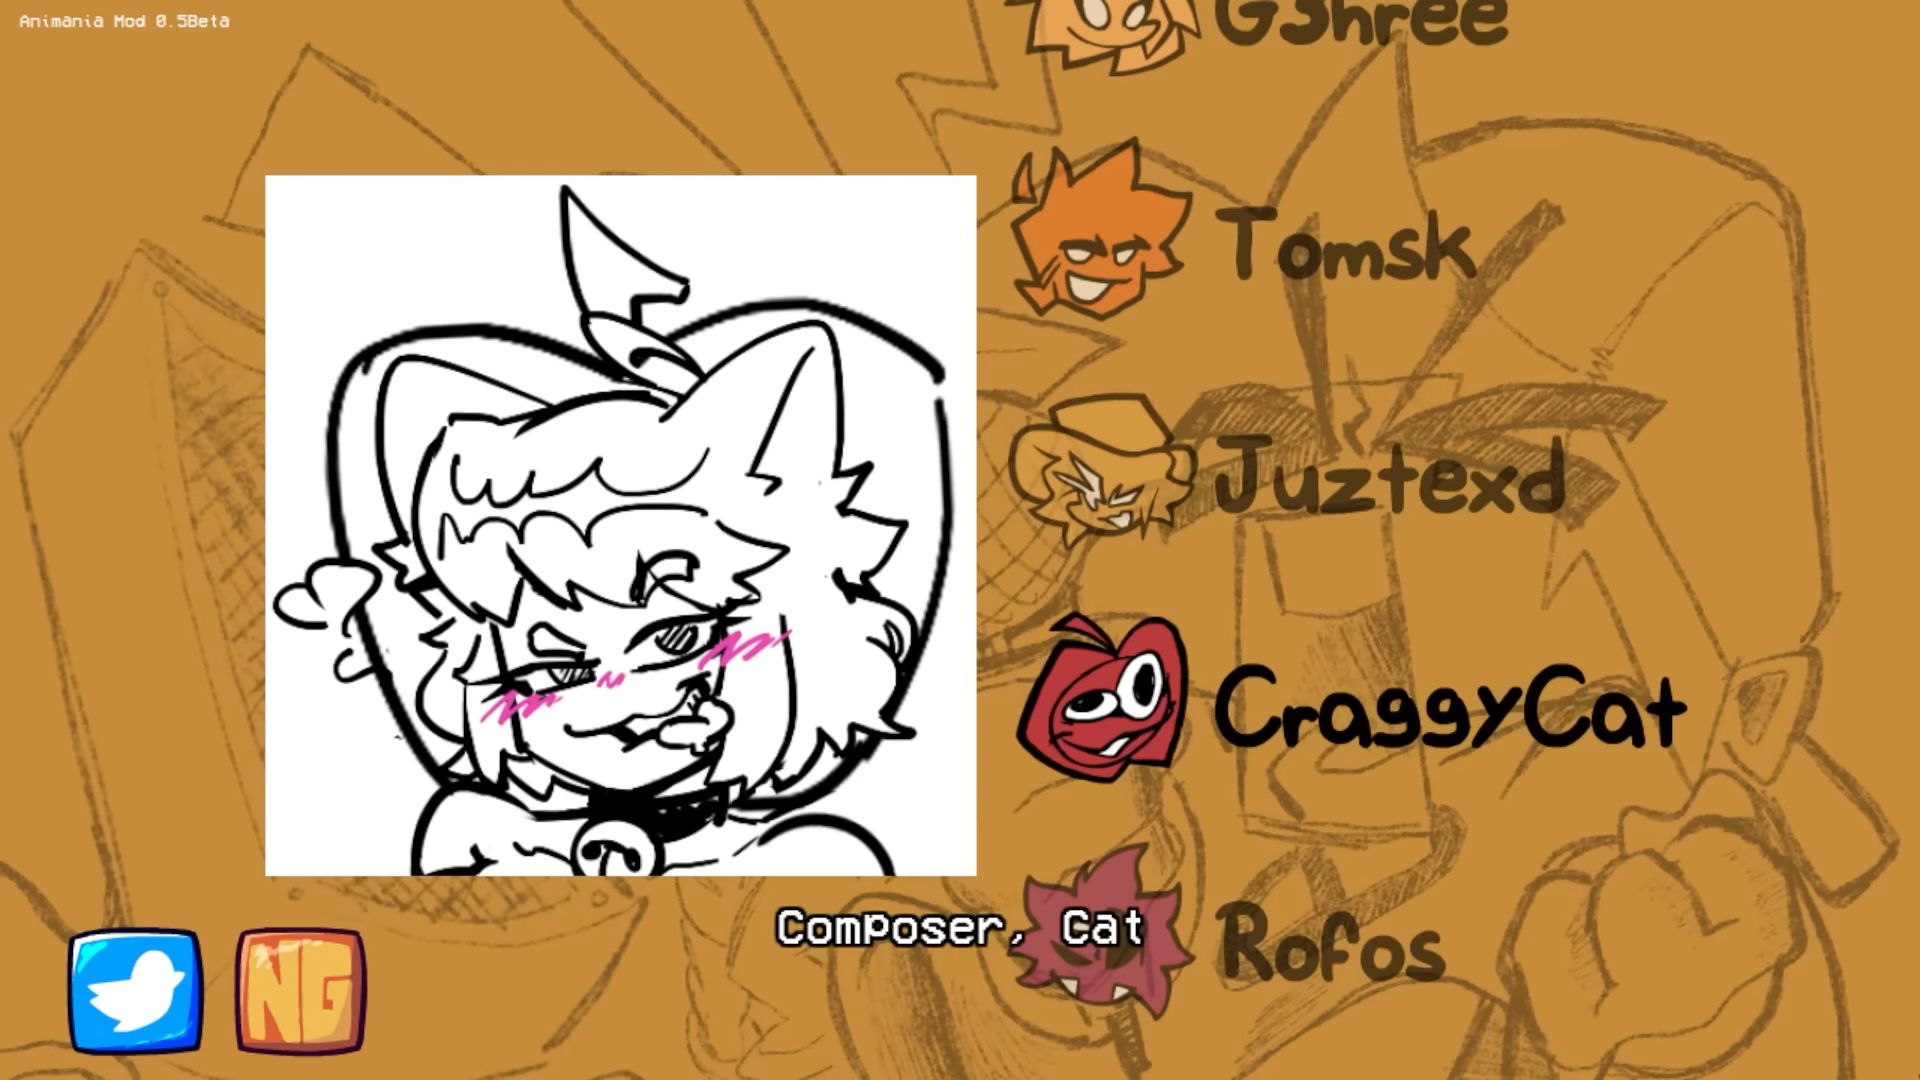 Animania Mod 0.5Beta
G3hree
Tomsk
Juztexd
CraggyCat
Composer, Cat
Rofos
NG